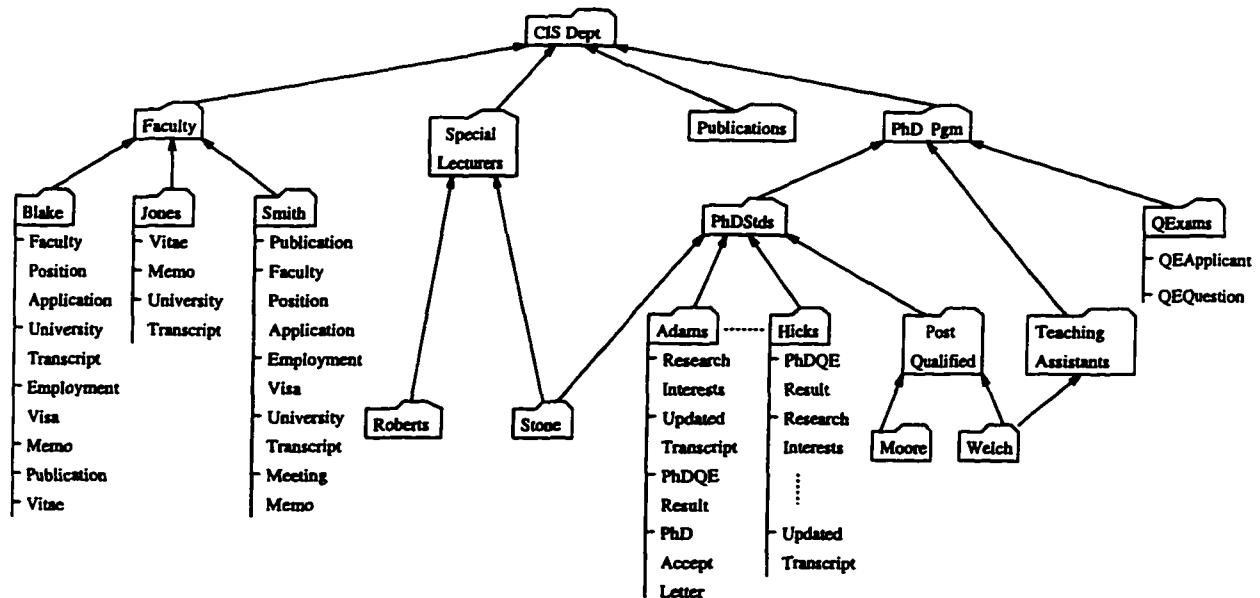 CIS Dept
Faculty
Special
Lecturers
Publications
PhD Pgm
Blake
Faculty
Position
Application
University
Transcript
Employment
Visa
Memo
Publication
Vitae
Jones
Vitae
Memo
University
Transcript
Smith
Publication
Faculty
Position
Application
Employment
Visa
University
Transcript
Meeting
Memo
Roberts
Stone
PhDStds
Adams
Research
Interests
Updated
Transcript
PhDQE
Result
PhD
Accept
Letter
Hicks
PhDQE
Result
Research
Interests
Updated
Transcript
Post
Qualified
Moore
Welch
Teaching
Assistants
QExams
QEApplicant
QEQuestion